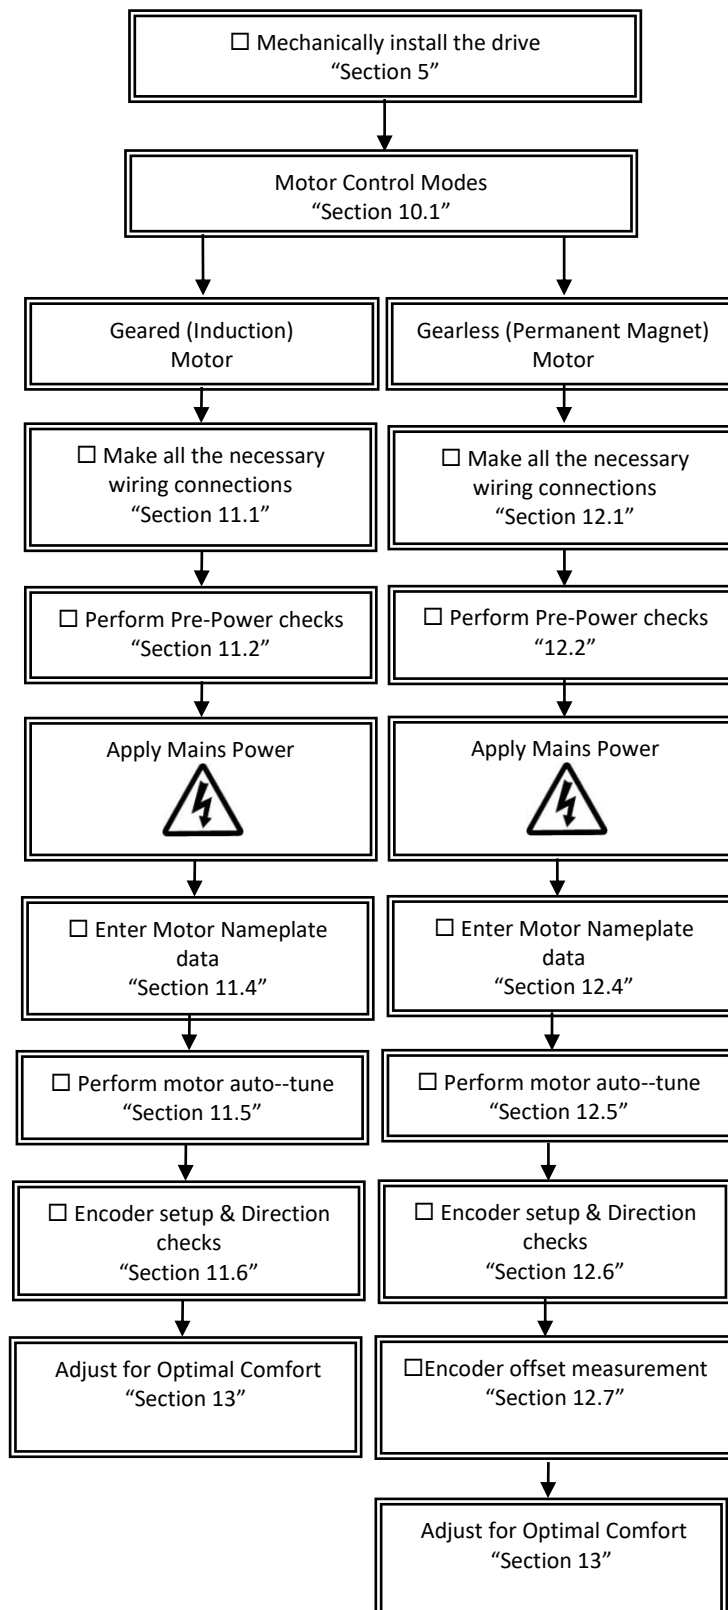 ☐ Mechanically install the drive
“Section 5”
Motor Control Modes
“Section 10.1”
Geared (Induction)
Motor
☐ Make all the necessary
wiring connections
“Section 11.1”
☐ Perform Pre-Power checks
“Section 11.2”
Apply Mains Power
☐ Enter Motor Nameplate
data
“Section 11.4”
☐ Perform motor auto--tune
“Section 11.5”
☐ Encoder setup & Direction
checks
“Section 11.6”
Adjust for Optimal Comfort
“Section 13”
Gearless (Permanent Magnet)
Motor
☐ Make all the necessary
wiring connections
“Section 12.1”
☐ Perform Pre-Power checks
“12.2”
Apply Mains Power
☐ Enter Motor Nameplate
data
“Section 12.4”
☐ Perform motor auto--tune
“Section 12.5”
☐ Encoder setup & Direction
checks
“Section 12.6”
☐Encoder offset measurement
“Section 12.7”
Adjust for Optimal Comfort
“Section 13”